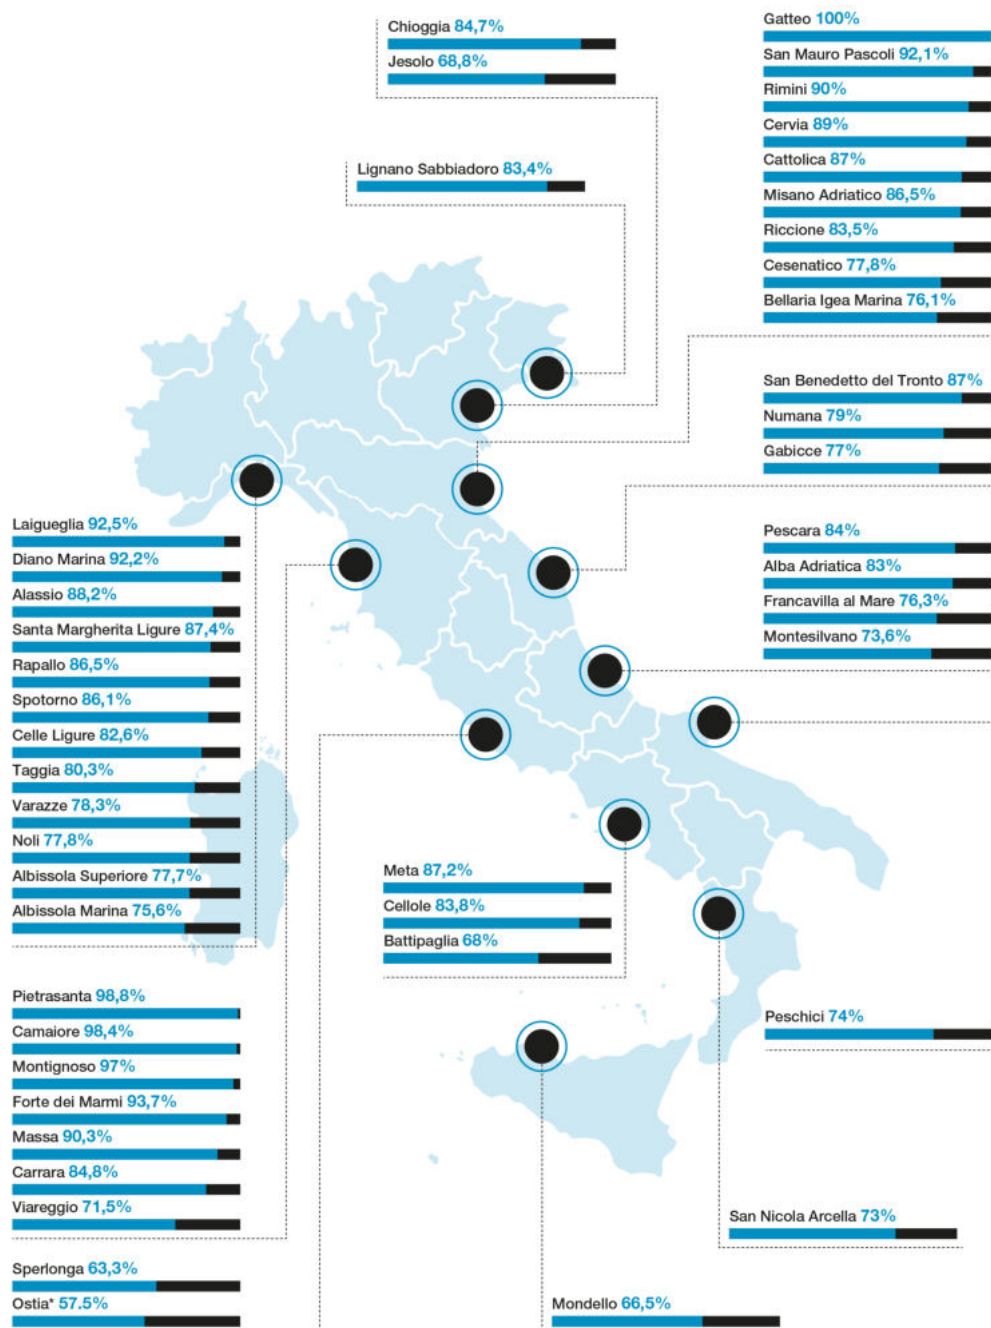 Chioggia 84,7%
Jesolo 68,8%
Lignano Sabbiadoro 83,4%
Gatteo 100%
San Mauro Pascoli 92,1%
Rimini 90%
Cervia 89%
Cattolica 87%
Misano Adriatico 86,5%
Riccione 83,5%
Cesenatico 77,8%
Bellaria Igea Marina 76,1%
San Benedetto del Tronto 87%
Numana 79%
Gabicce 77%
Pescara 84%
Alba Adriatica 83%
Francavilla al Mare 76,3%
Montesilvano 73,6%
Laigueglia 92,5%
Diano Marina 92,2%
Alassio 88,2%
Santa Margherita Ligure 87,4%
Rapallo 86,5%
Spotorno 86,1%
Celle Ligure 82,6%
Taggia 80,3%
Varazze 78,3%
Noli 77,8%
Albissola Superiore 77,7%
Albissola Marina 75,6%
Meta 87,2%
Cellole 83,8%
Battipaglia 68%
Pietrasanta 98,8%
Camaiore 98,4%
Montignoso 97%
Forte dei Marmi 93,7%
Massa 90,3%
Carrara 84,8%
Viareggio 71,5%
Peschici 74%
San Nicola Arcella 73%
Sperlonga 63,3%
Ostia* 57.5%
Mondello 66,5%